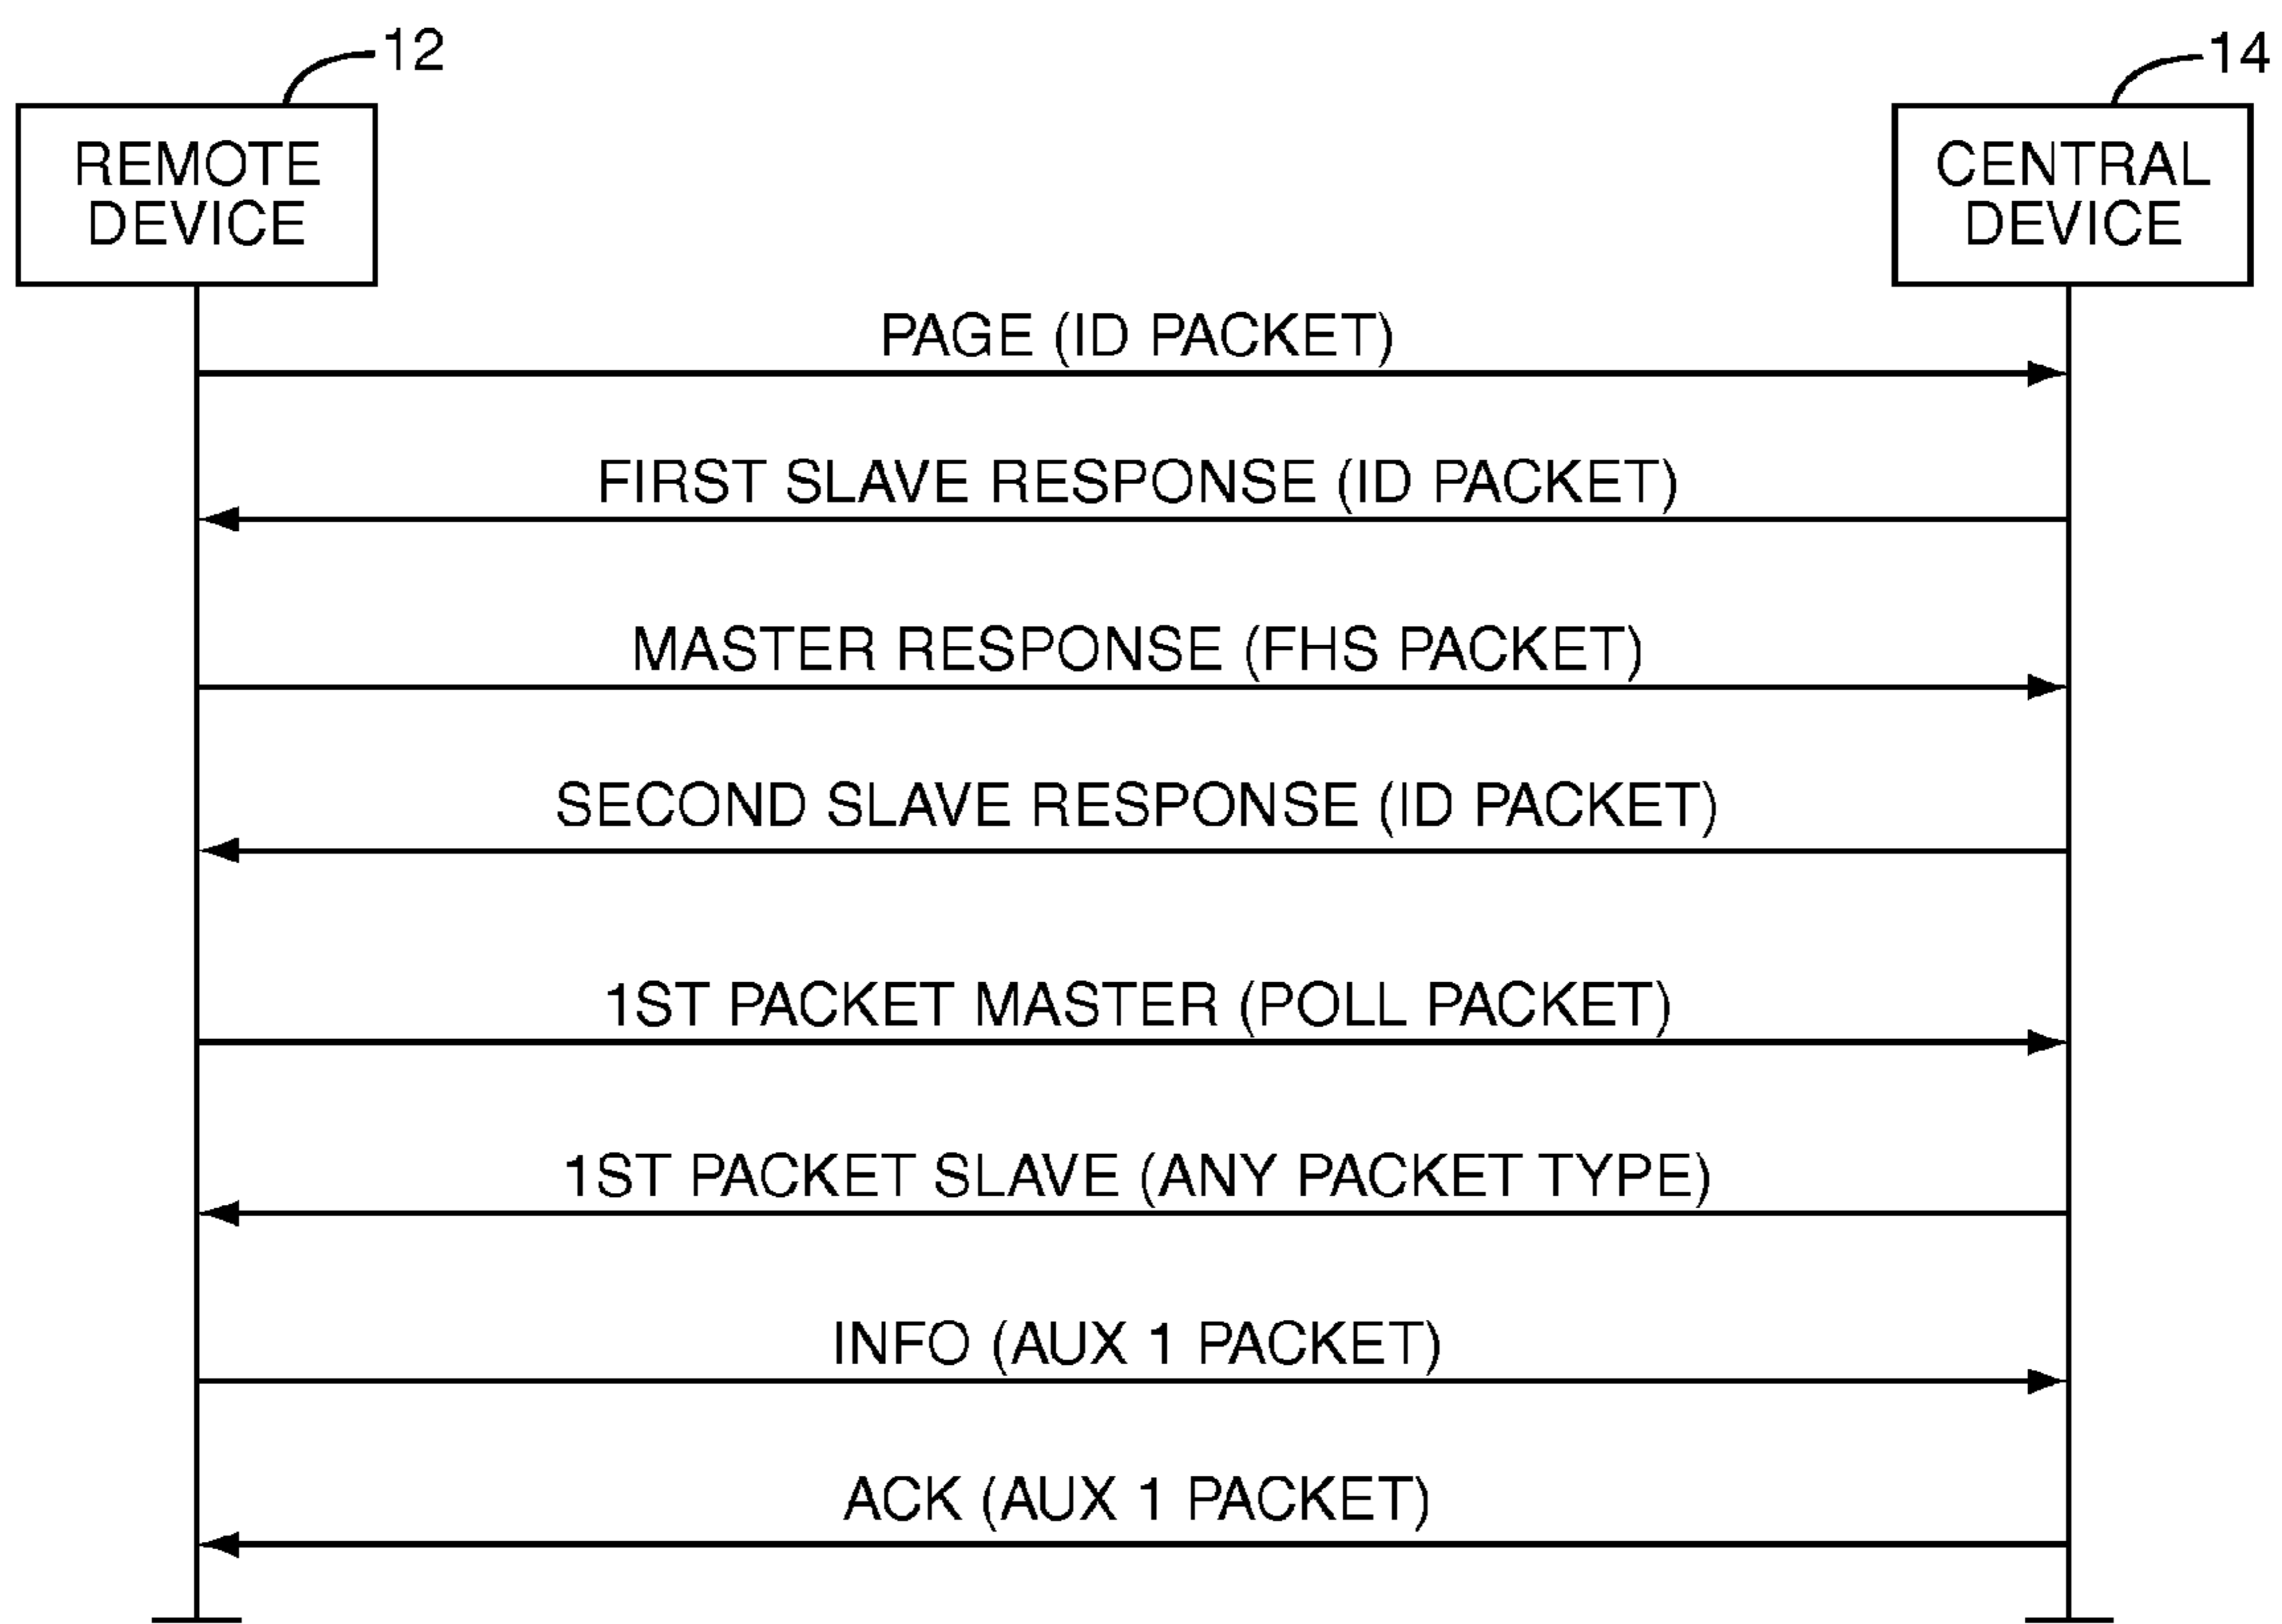 12
14
REMOTE
DEVICE
CENTRAL
DEVICE
PAGE (ID PACKET)
FIRST SLAVE RESPONSE (ID PACKET)
MASTER RESPONSE (FHS PACKET)
SECOND SLAVE RESPONSE (ID PACKET)
1ST PACKET MASTER (POLL PACKET)
1ST PACKET SLAVE (ANY PACKET TYPE)
INFO (AUX 1 PACKET)
ACK (AUX 1 PACKET)